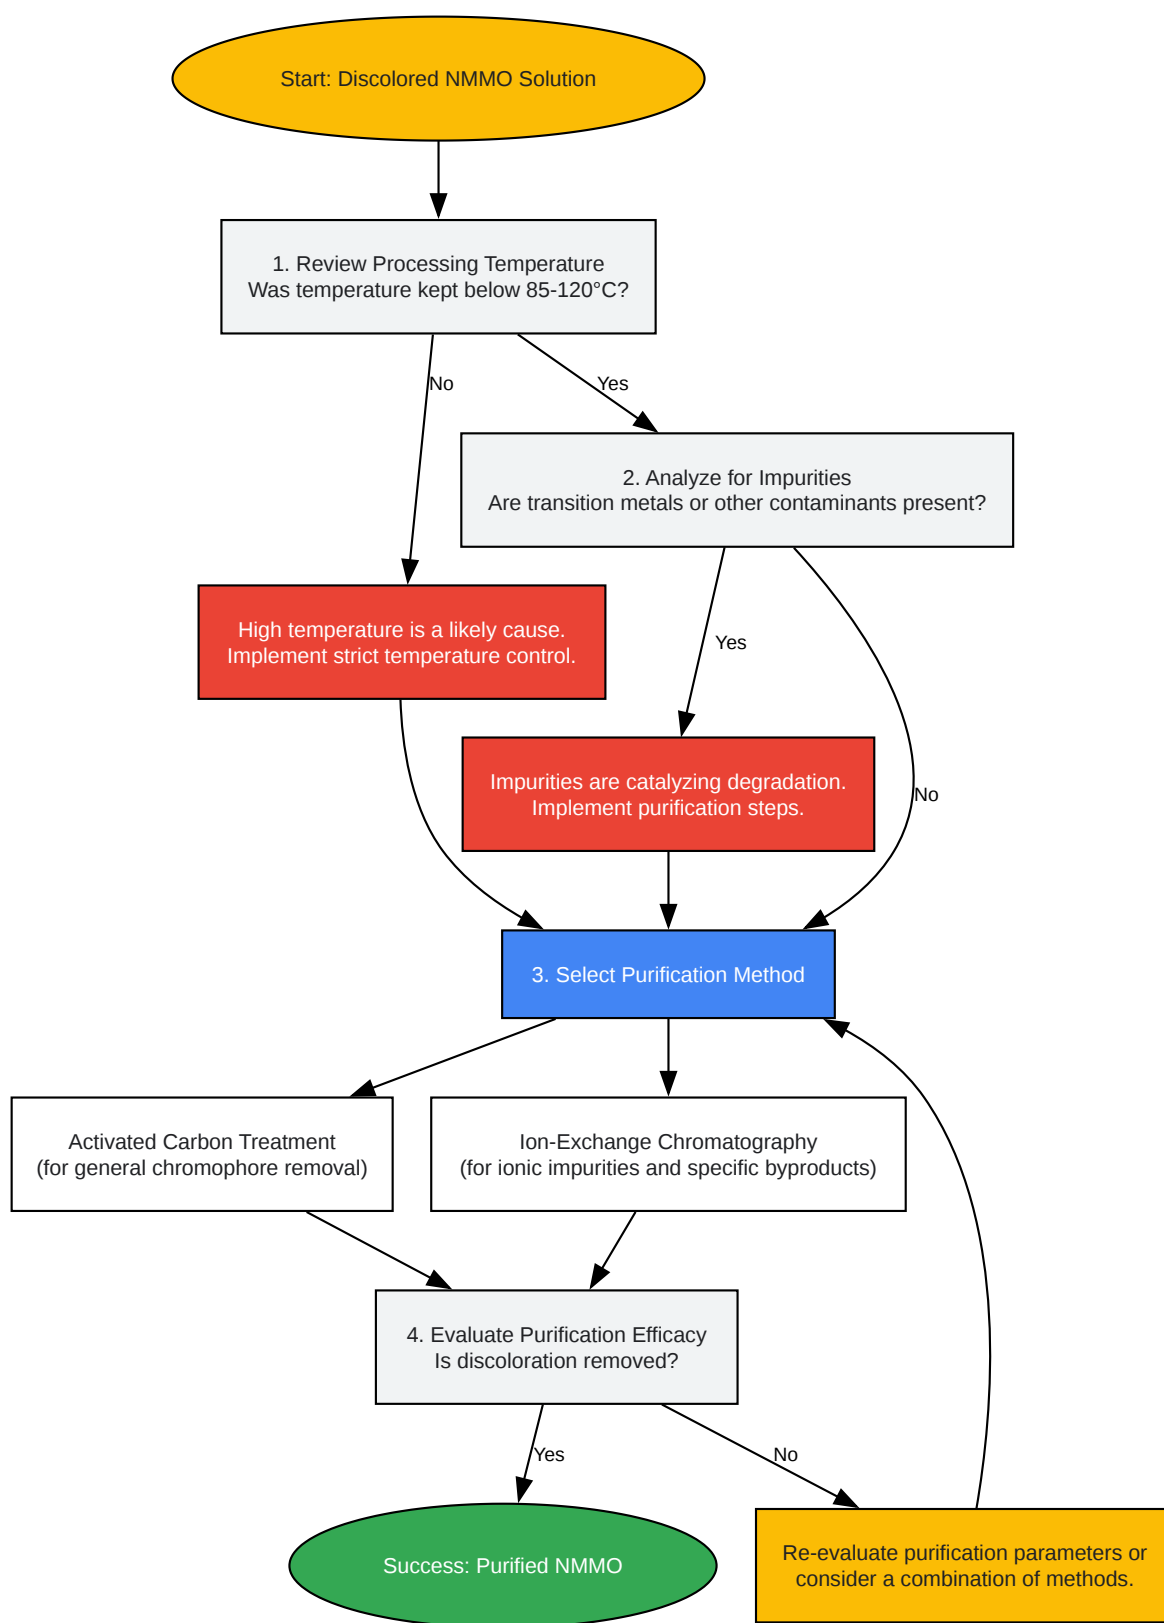 Start: Discolored NMMO Solution
1. Review Processing Temperature
Was temperature kept below 85-120°C?
No
Yes
2. Analyze for Impurities
Are transition metals or other contaminants present?
High temperature is a likely cause.
Implement strict temperature control.
Yes
Impurities are catalyzing degradation.
Implement purification steps.
No
3. Select Purification Method
Activated Carbon Treatment
(for general chromophore removal)
Ion-Exchange Chromatography
(for ionic impurities and specific byproducts)
4. Evaluate Purification Efficacy
Is discoloration removed?
Yes
No
Success: Purified NMMO
Re-evaluate purification parameters or
consider a combination of methods.